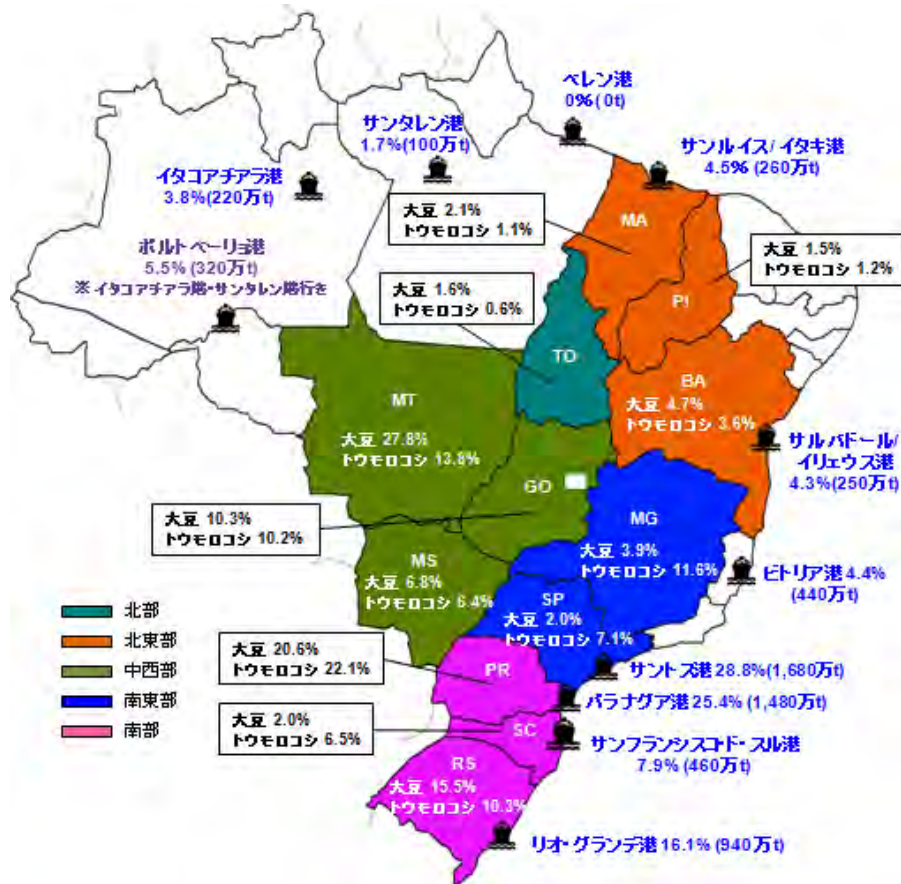 ベレン港
0%(0t)
サンタレン港
1.7%(100万t)
サンルイス/イタキ港
4.5%(260万t)
イタコアチアラ港
3.8%(220万t)
大豆 2.1%
トウモロコシ 1.1%
MA
ポルトベーリョ港
5.5%(320万t)
※イタコアチアラ港・サンタレン港行き
大豆 1.5%
トウモロコシ 1.2%
大豆 1.6%
トウモロコシ 0.6%
PI
TO
BA
大豆 4.7%
トウモロコシ 3.6%
MT
大豆 27.8%
トウモロコシ 13.8%
サルバドール/
イリェウス港
4.3%(250万t)
GO
大豆 10.3%
トウモロコシ 10.2%
MG
大豆 3.9%
トウモロコシ 11.6%
MS
大豆 6.8%
トウモロコシ 6.4%
ビトリア港 4.4%
(440万t)
SP
大豆 2.0%
トウモロコシ 7.1%
北部
北東部
中西部
南東部
南部
大豆 20.6%
トウモロコシ 22.1%
PR
サントス港 28.8%(1,680万t)
パラナグア港 25.4%(1,480万t)
大豆 2.0%
トウモロコシ 6.5%
SC
サンフランシスコ・ド・スル港
7.9%(460万t)
RS
大豆 15.5%
トウモロコシ 10.3%
リオ・グランデ港 16.1%(940万t)